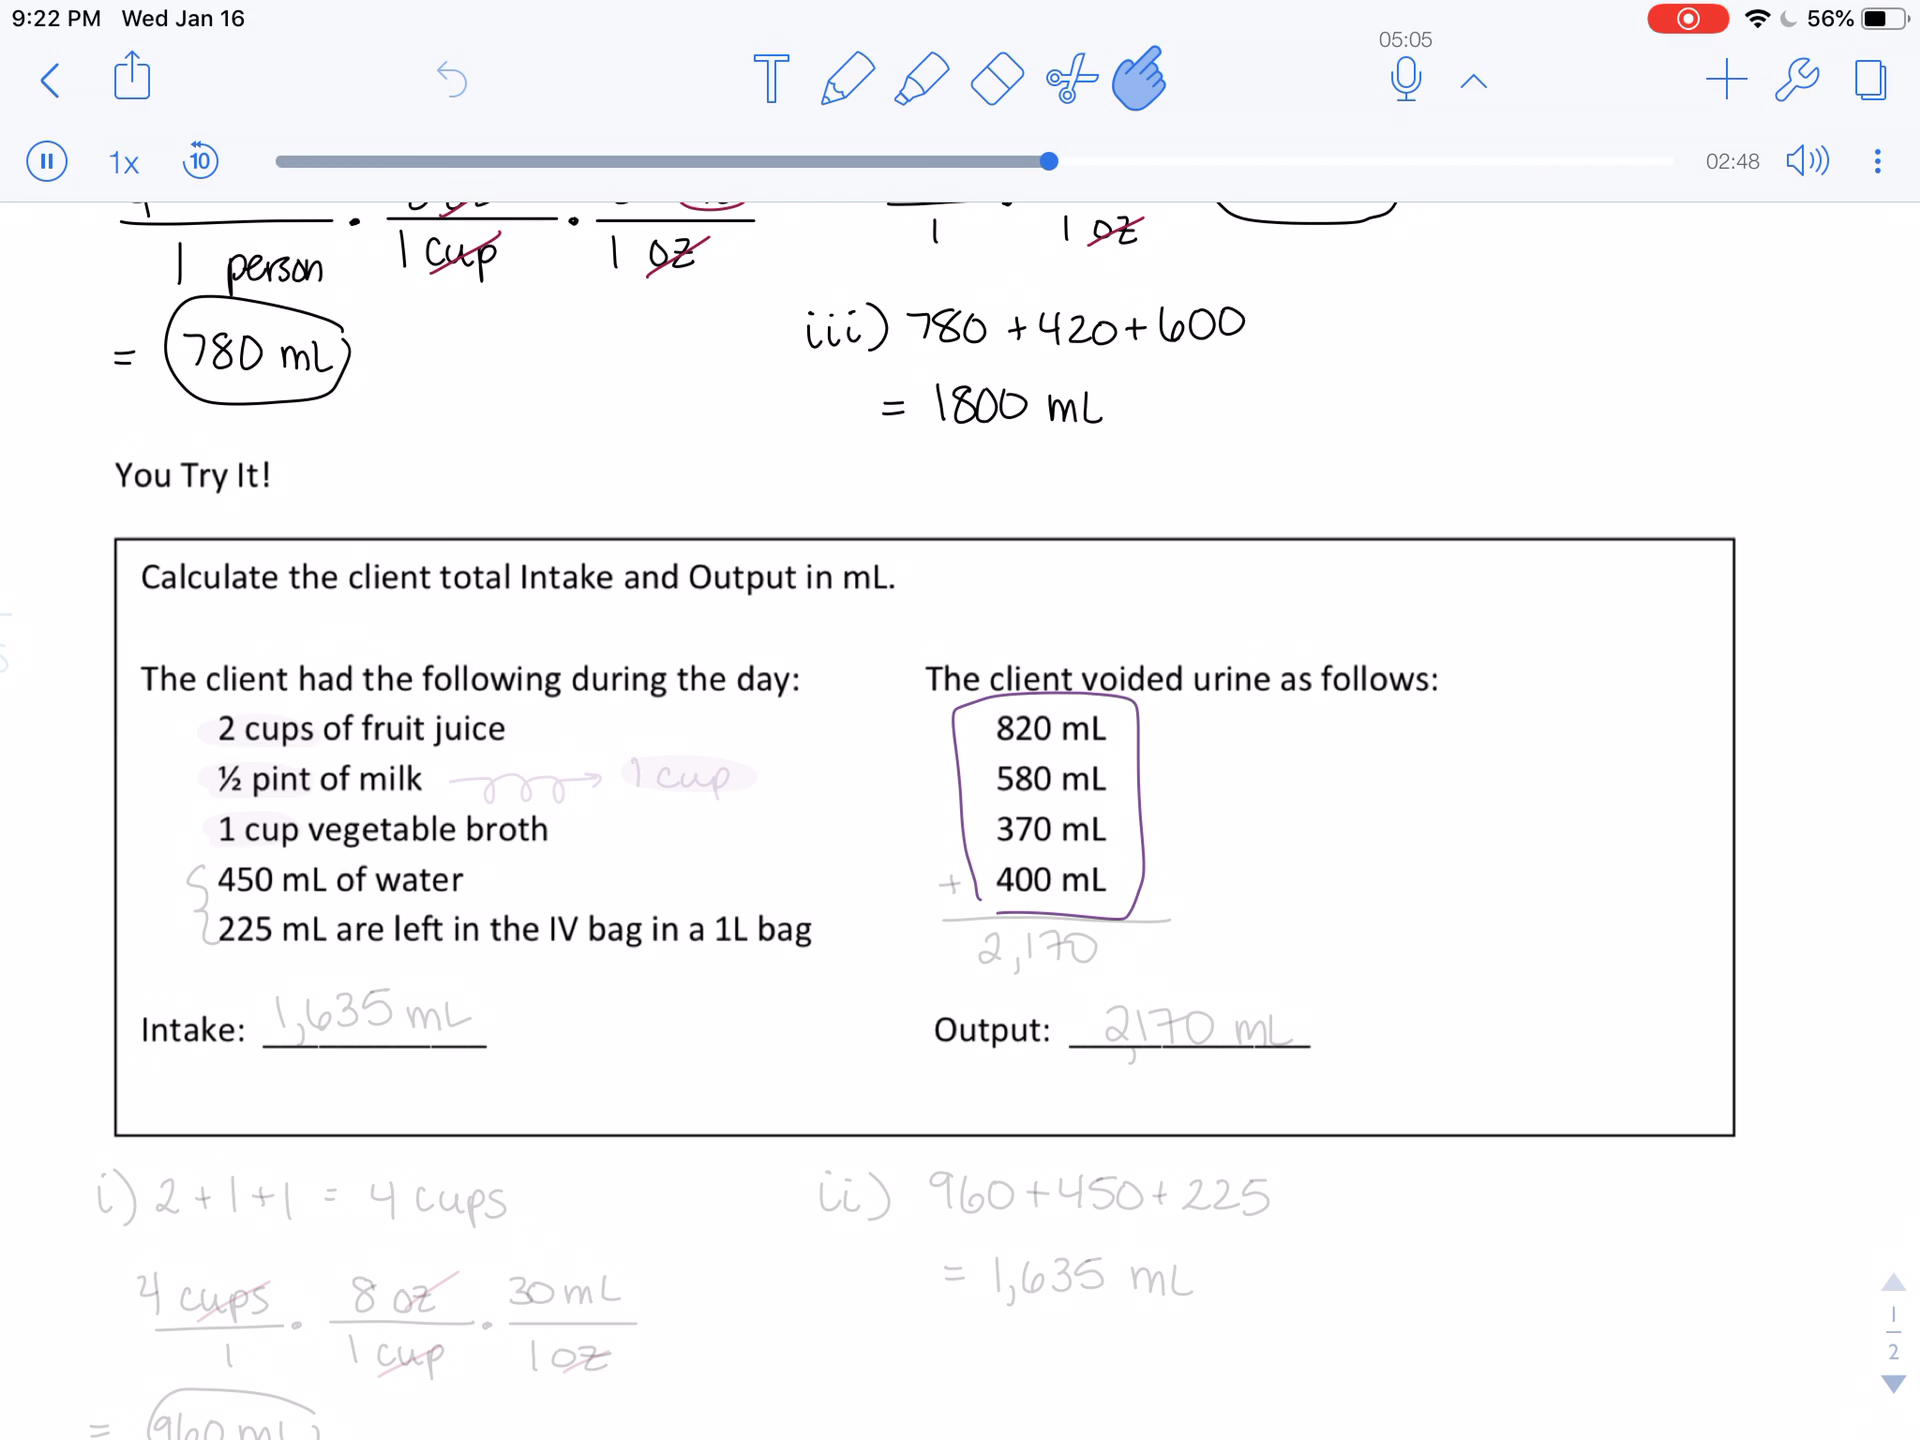 9:22 PM Wed Jan 16
56%
05:05
T
1x
10
02:48
1 person
1 cup
1 oz
1
1 oz
= 780 mL
iii) 780 + 420 + 600
= 1800 mL
You Try It!
Calculate the client total Intake and Output in mL.
The client had the following during the day:
2 cups of fruit juice
½ pint of milk
1 cup
1 cup vegetable broth
450 mL of water
225 mL are left in the IV bag in a 1L bag
Intake: 1,635 mL
The client voided urine as follows:
820 mL
580 mL
370 mL
+ 400 mL
2,170
Output: 2,170 mL
i) 2 + 1 + 1 = 4 cups
4 cups · 8 oz · 30 mL
1 1 cup 1 oz
= 960 mL
ii) 960 + 450 + 225
= 1,635 mL
1
2